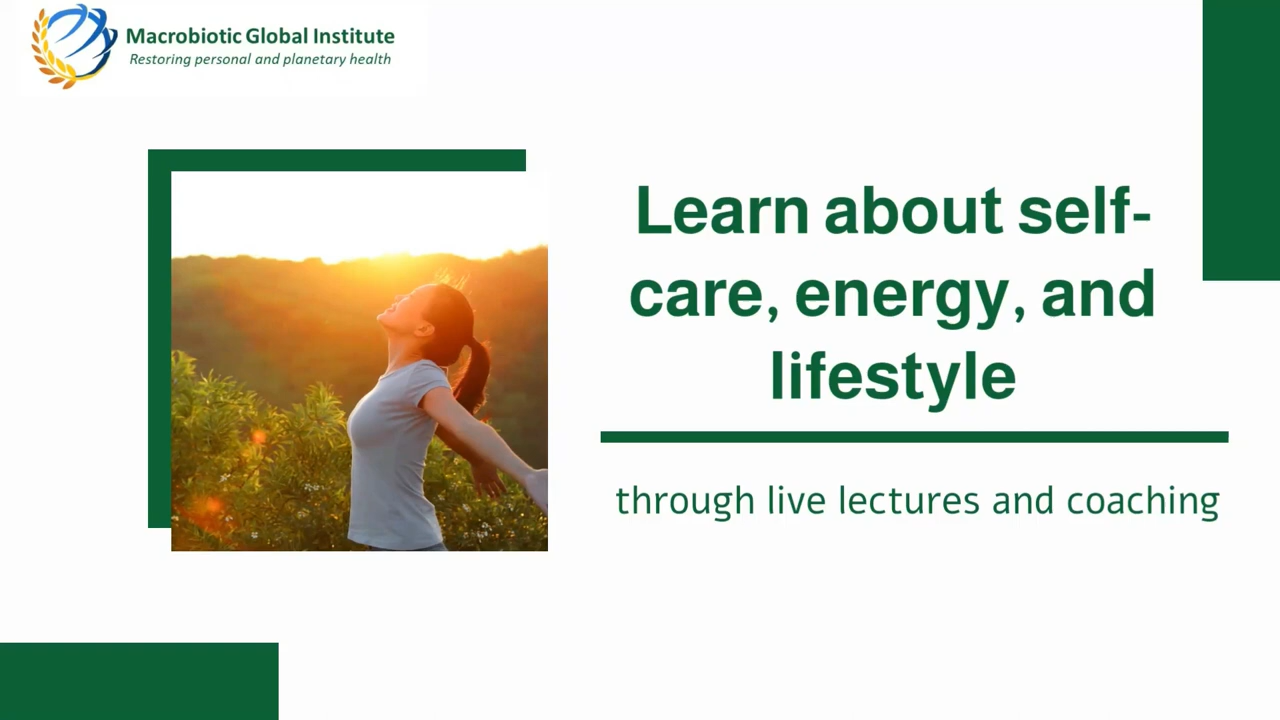 Macrobiotic Global Institute
Restoring personal and planetary health
Learn about self-
care, energy, and
lifestyle
through live lectures and coaching